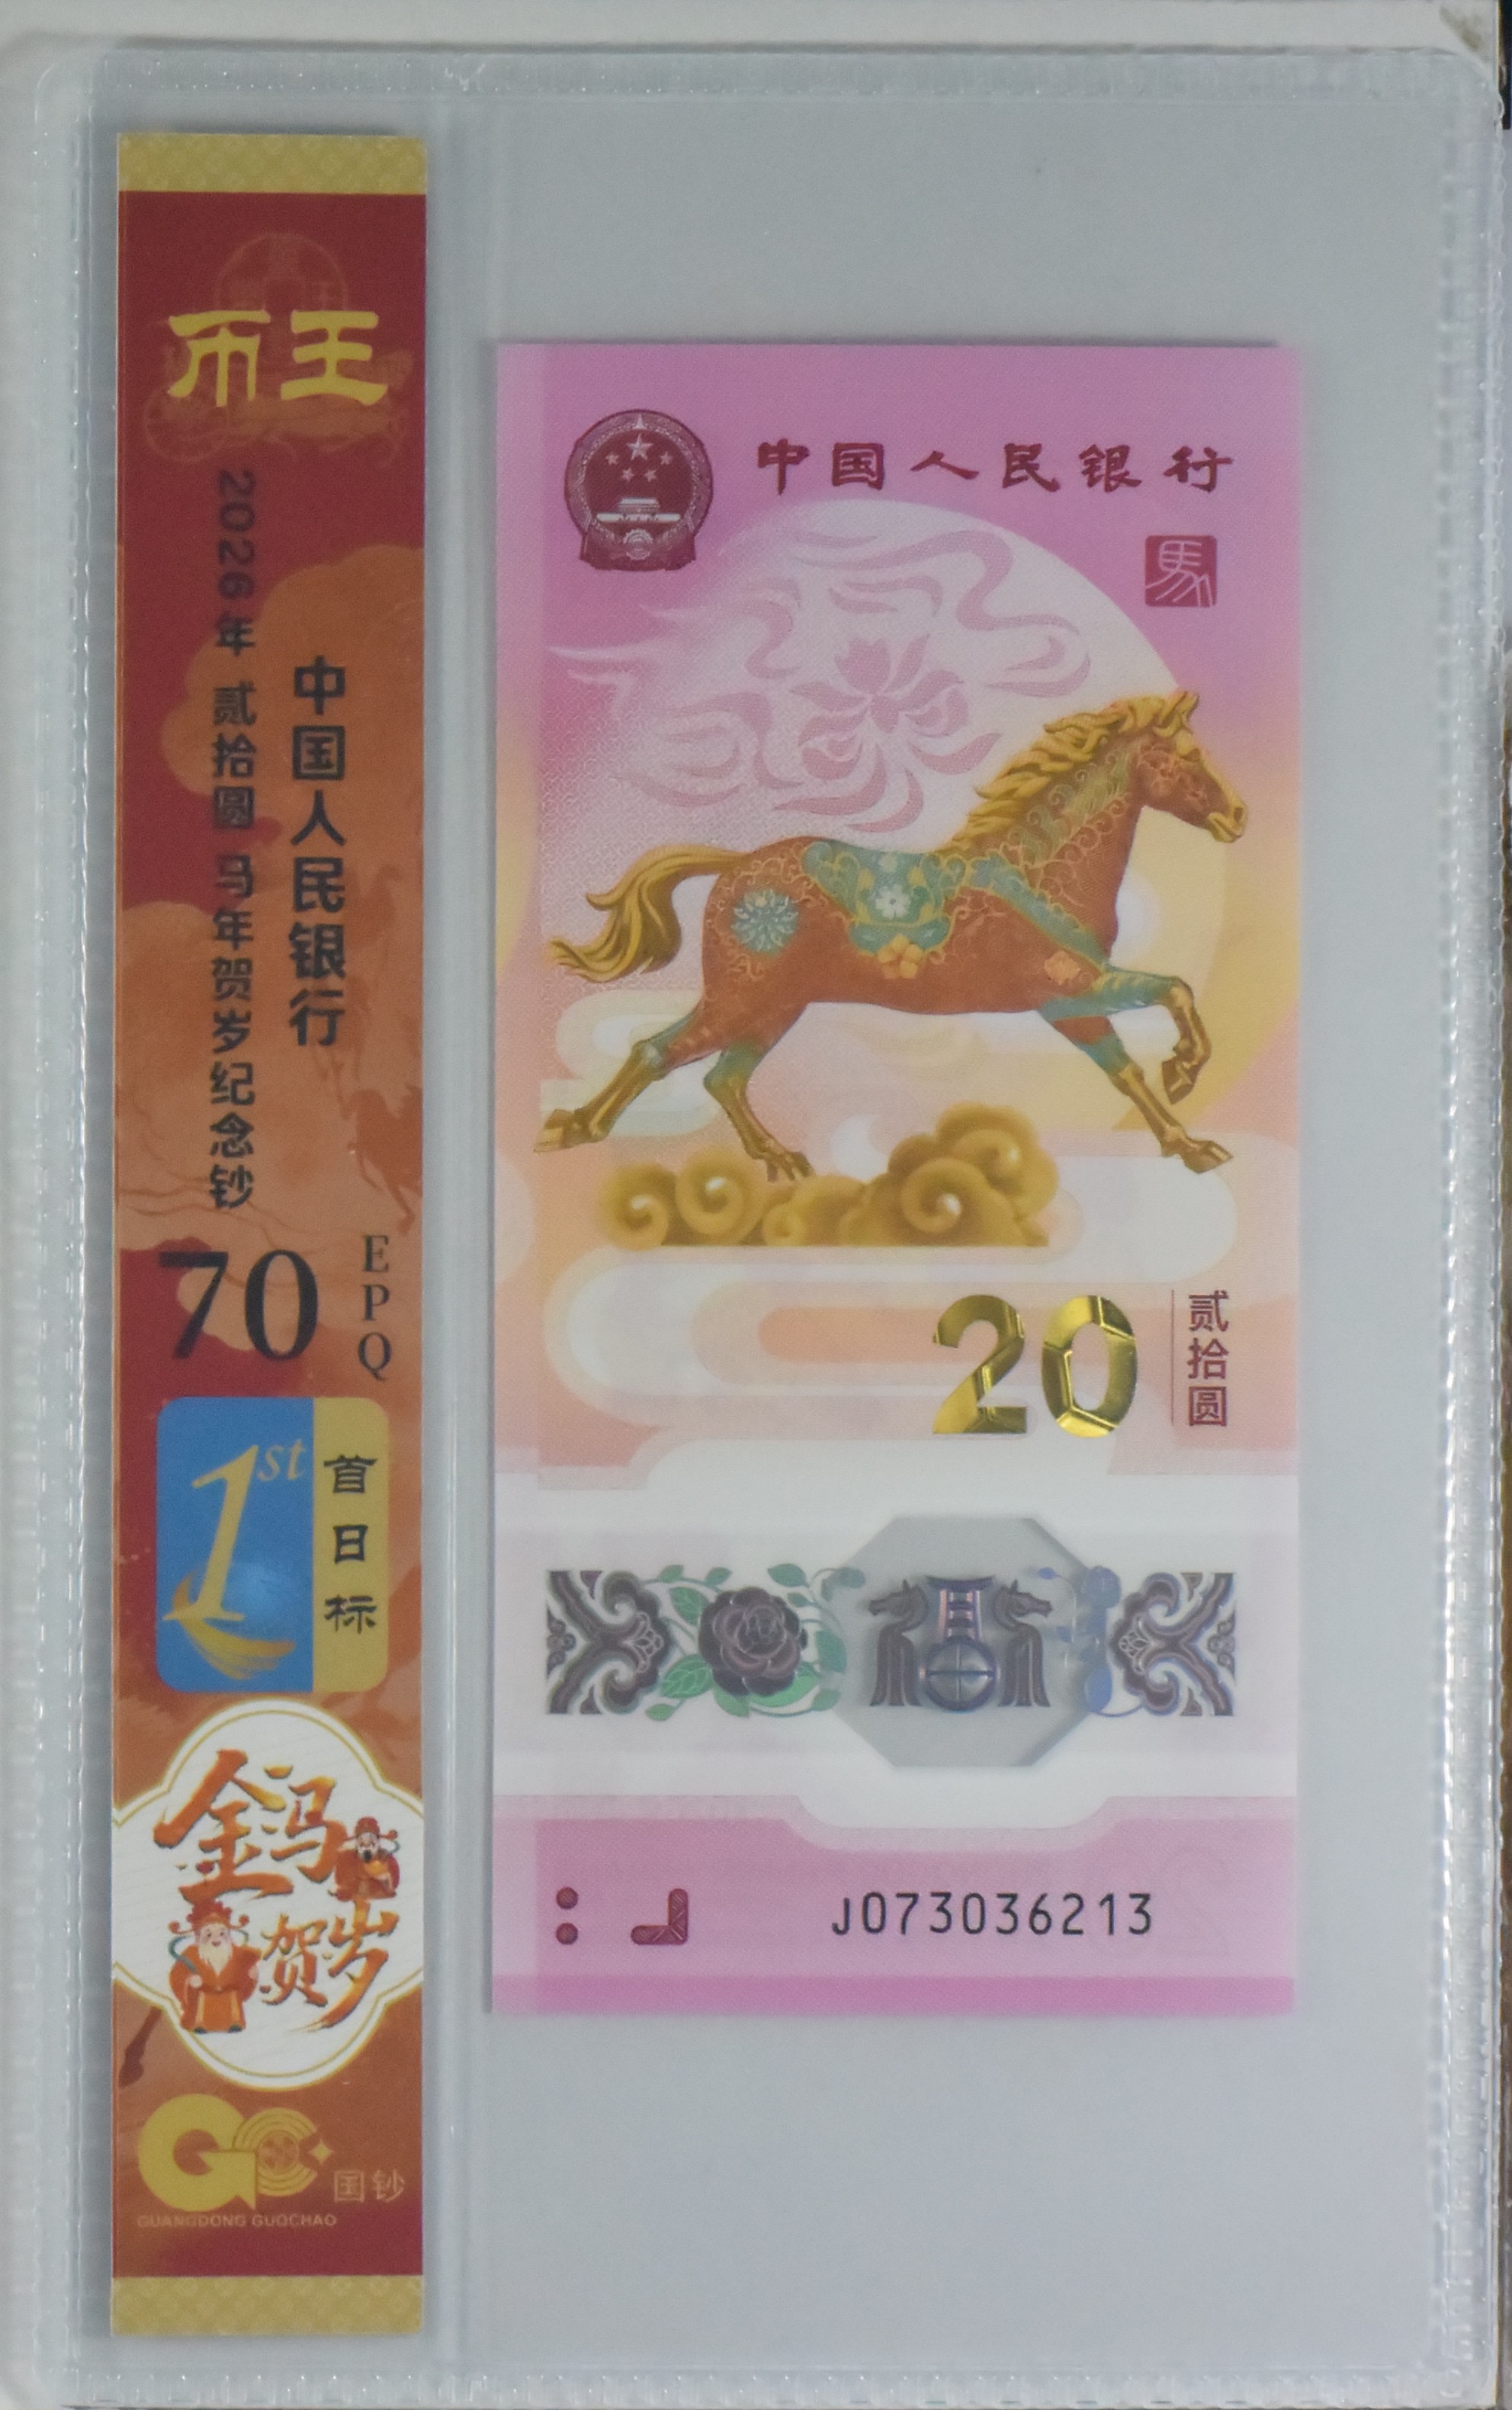 币王
中国人民银行
2026年 贰拾圆 马年贺岁纪念钞
70
EPQ
1st
首日标
金马
贺岁
GC
国钞
GUANGDONG GUOCHAO
中国人民银行
馬
20
贰拾圆
J073036213